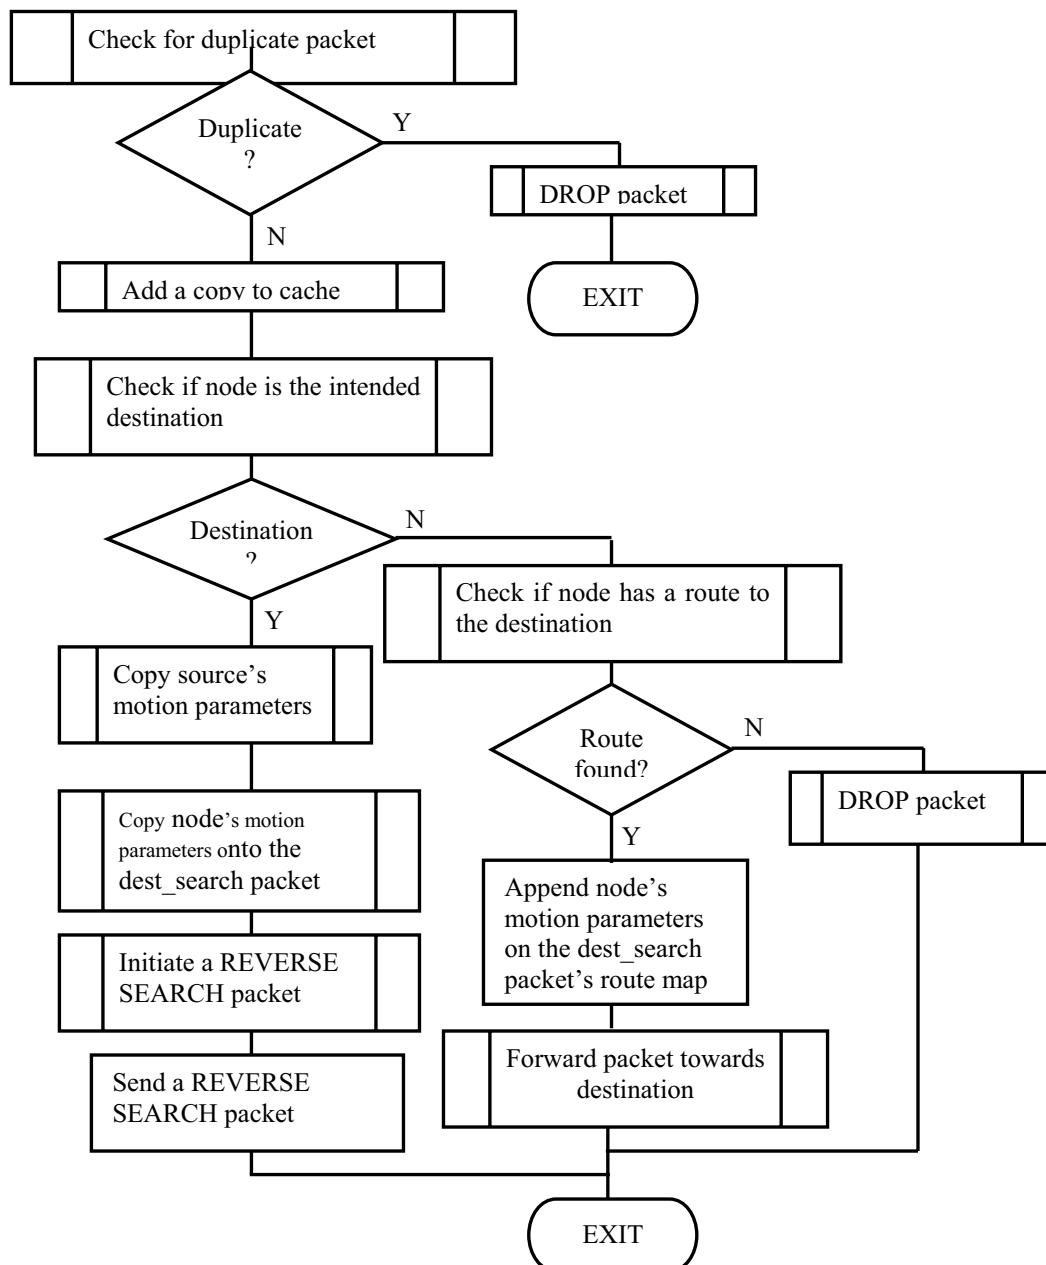 Check for duplicate packet
Duplicate
?
Y
DROP packet
N
EXIT
Add a copy to cache
Check if node is the intended
destination
Destination
?
N
Check if node has a route to
the destination
Y
Copy source's
motion parameters
Route
found?
N
DROP packet
Y
Copy node's motion
parameters onto the
dest_search packet
Append node's
motion parameters
on the dest_search
packet's route map
Initiate a REVERSE
SEARCH packet
Forward packet towards
destination
Send a REVERSE
SEARCH packet
EXIT